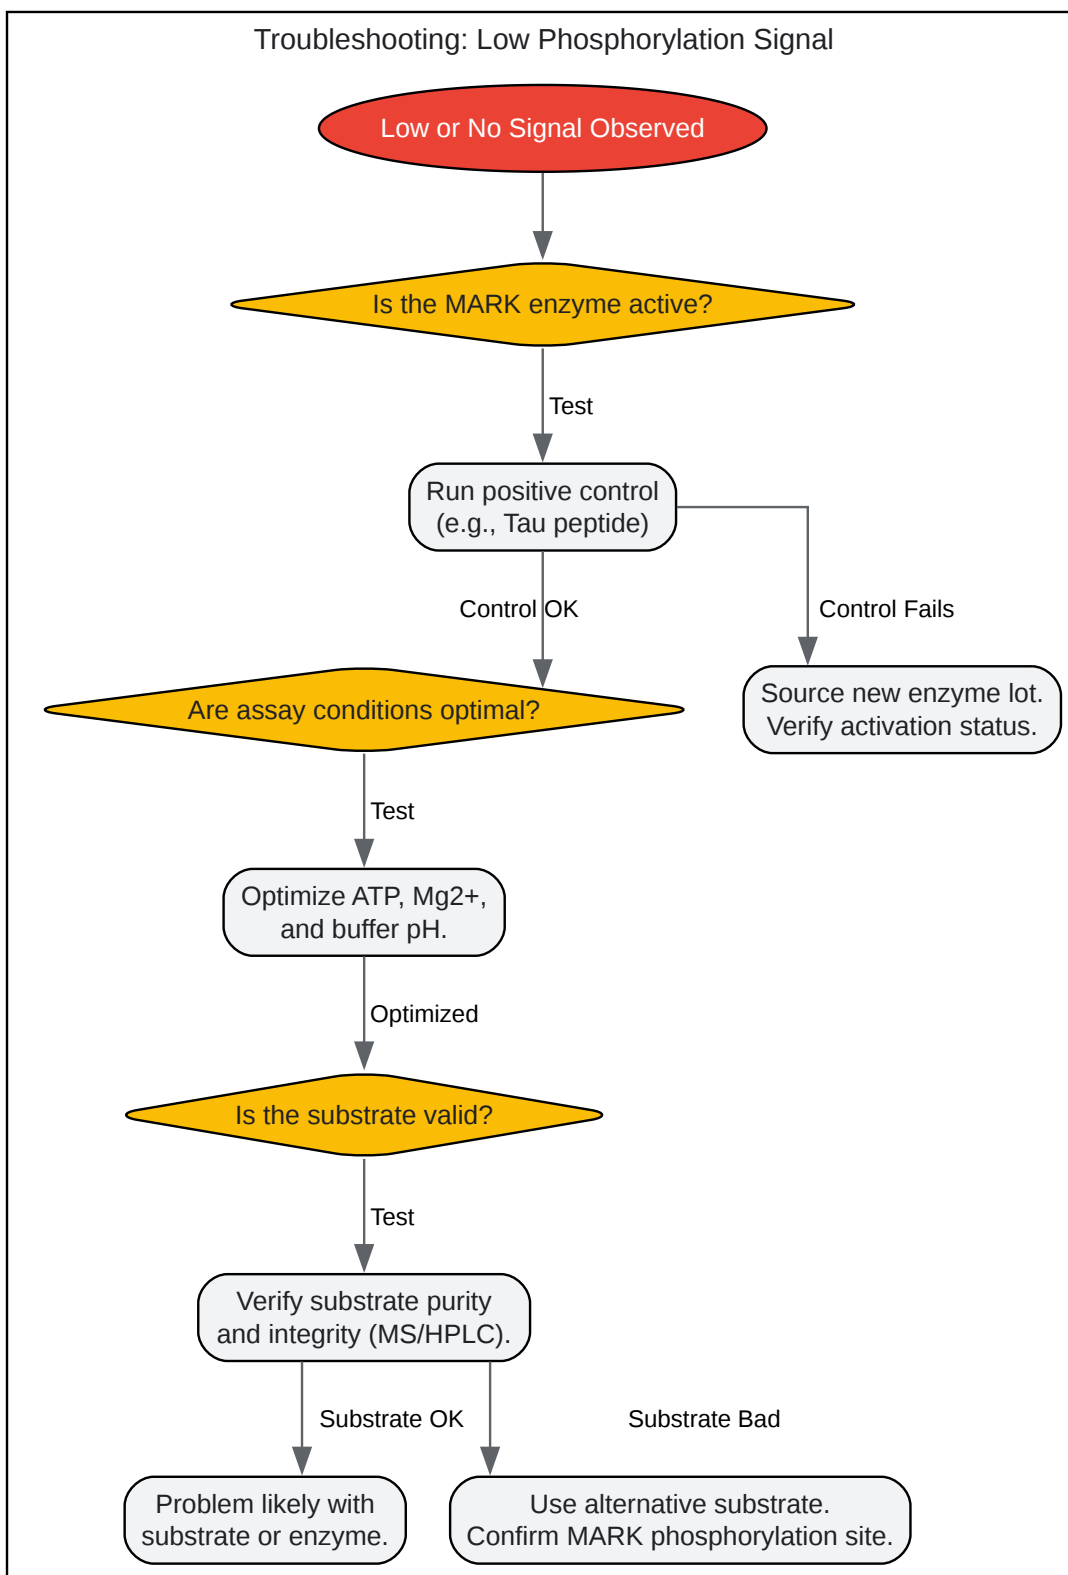 Troubleshooting: Low Phosphorylation Signal
Low or No Signal Observed
Is the MARK enzyme active?
Test
Run positive control
(e.g., Tau peptide)
Control OK
Control Fails
Are assay conditions optimal?
Source new enzyme lot.
Verify activation status.
Test
Optimize ATP, Mg2+,
and buffer pH.
Optimized
Is the substrate valid?
Test
Verify substrate purity
and integrity (MS/HPLC).
Substrate OK
Substrate Bad
Problem likely with
substrate or enzyme.
Use alternative substrate.
Confirm MARK phosphorylation site.